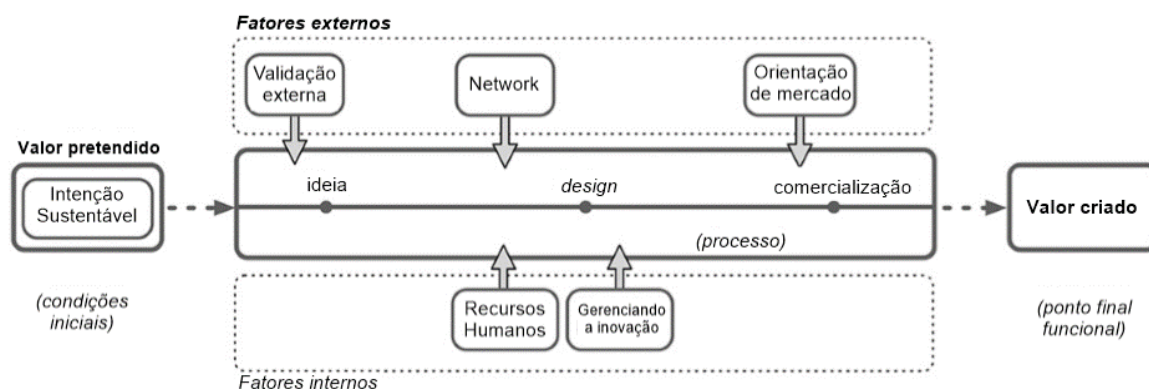 Fatores externos
Validação
externa
Network
Orientação
de mercado
Valor pretendido
Intenção
Sustentável
(condições
iniciais)
ideia
design
comercialização
(processo)
Valor criado
(ponto final
funcional)
Recursos
Humanos
Gerenciando
a inovação
Fatores internos